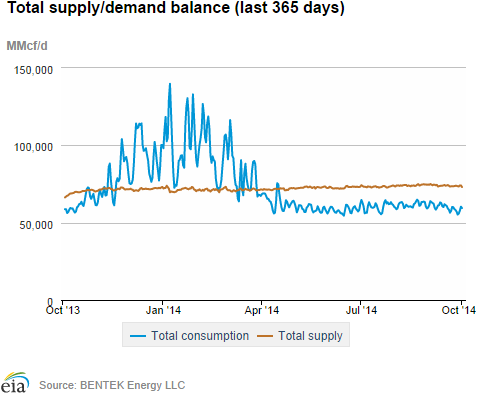 Total supply/demand balance (last 365 days)
MMcf/d
150,000
100,000
50,000
0
Oct '13 Jan '14 Apr '14 Jul '14 Oct '14
Total consumption Total supply
eia Source: BENTEK Energy LLC